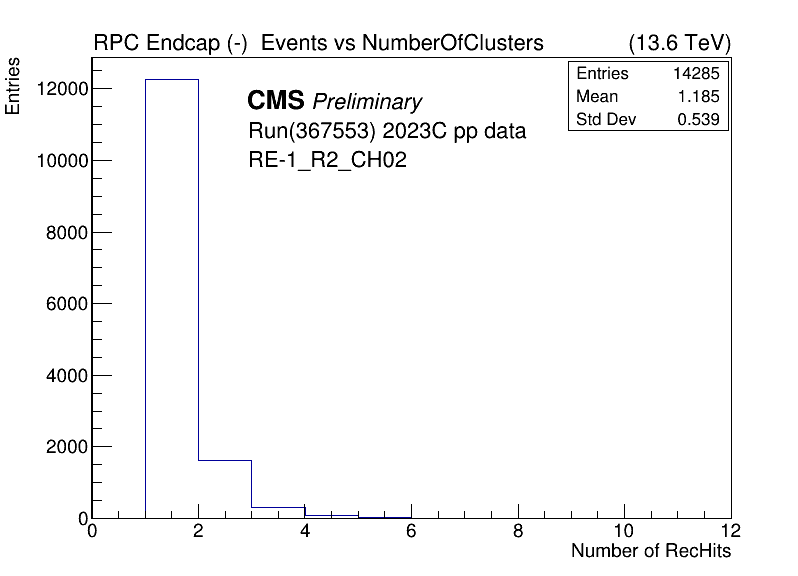 RPC Endcap (-)  Events vs NumberOfClusters (13.6 TeV)
Entries
Entries 14285
Mean 1.185
Std Dev 0.539
CMS Preliminary
Run(367553) 2023C pp data
RE-1_R2_CH02
12000
10000
8000
6000
4000
2000
0
0 2 4 6 8 10 12
Number of RecHits